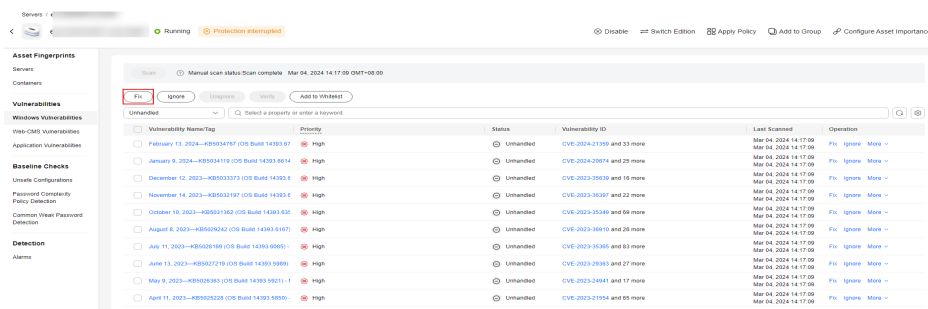 Servers /
Running Protection interrupted Disable Switch Edition Apply Policy Add to Group Configure Asset Importance
Asset Fingerprints
Servers
Containers
Vulnerabilities
Windows Vulnerabilities
Web-CMS Vulnerabilities
Application Vulnerabilities
Baseline Checks
Unsafe Configurations
Password Complexity
Policy Detection
Common Weak Password
Detection
Detection
Alarms
Scan Manual scan status:Scan complete Mar 04, 2024 14:17:09 GMT+08:00
Fix Ignore Unignore Verify Add to Whitelist
Unhandled Select a property or enter a keyword.
Vulnerability Name/Tag Priority Status Vulnerability ID Last Scanned Operation
February 13, 2024—KB5034767 (OS Build 14393.67 High Unhandled CVE-2024-21359 and 33 more Mar 04, 2024 14:17:09 Fix Ignore More
Mar 04, 2024 14:17:09
January 9, 2024—KB5034119 (OS Build 14393.6614 High Unhandled CVE-2024-20674 and 25 more Mar 04, 2024 14:17:09 Fix Ignore More
Mar 04, 2024 14:17:09
December 12, 2023—KB5033373 (OS Build 14393.6 High Unhandled CVE-2023-35639 and 16 more Mar 04, 2024 14:17:09 Fix Ignore More
Mar 04, 2024 14:17:09
November 14, 2023—KB5032197 (OS Build 14393.6 High Unhandled CVE-2023-36397 and 22 more Mar 04, 2024 14:17:09 Fix Ignore More
Mar 04, 2024 14:17:09
October 10, 2023—KB5031362 (OS Build 14393.635 High Unhandled CVE-2023-35349 and 69 more Mar 04, 2024 14:17:09 Fix Ignore More
Mar 04, 2024 14:17:09
August 8, 2023—KB5029242 (OS Build 14393.6167) High Unhandled CVE-2023-36910 and 26 more Mar 04, 2024 14:17:09 Fix Ignore More
Mar 04, 2024 14:17:09
July 11, 2023—KB5028169 (OS Build 14393.6085) - High Unhandled CVE-2023-35365 and 83 more Mar 04, 2024 14:17:09 Fix Ignore More
Mar 04, 2024 14:17:09
June 13, 2023—KB5027219 (OS Build 14393.5989) High Unhandled CVE-2023-29363 and 27 more Mar 04, 2024 14:17:09 Fix Ignore More
Mar 04, 2024 14:17:09
May 9, 2023—KB5026363 (OS Build 14393.5921) - High Unhandled CVE-2023-24941 and 17 more Mar 04, 2024 14:17:09 Fix Ignore More
Mar 04, 2024 14:17:09
April 11, 2023—KB5025228 (OS Build 14393.5850) - High Unhandled CVE-2023-21554 and 65 more Mar 04, 2024 14:17:09 Fix Ignore More
Mar 04, 2024 14:17:09